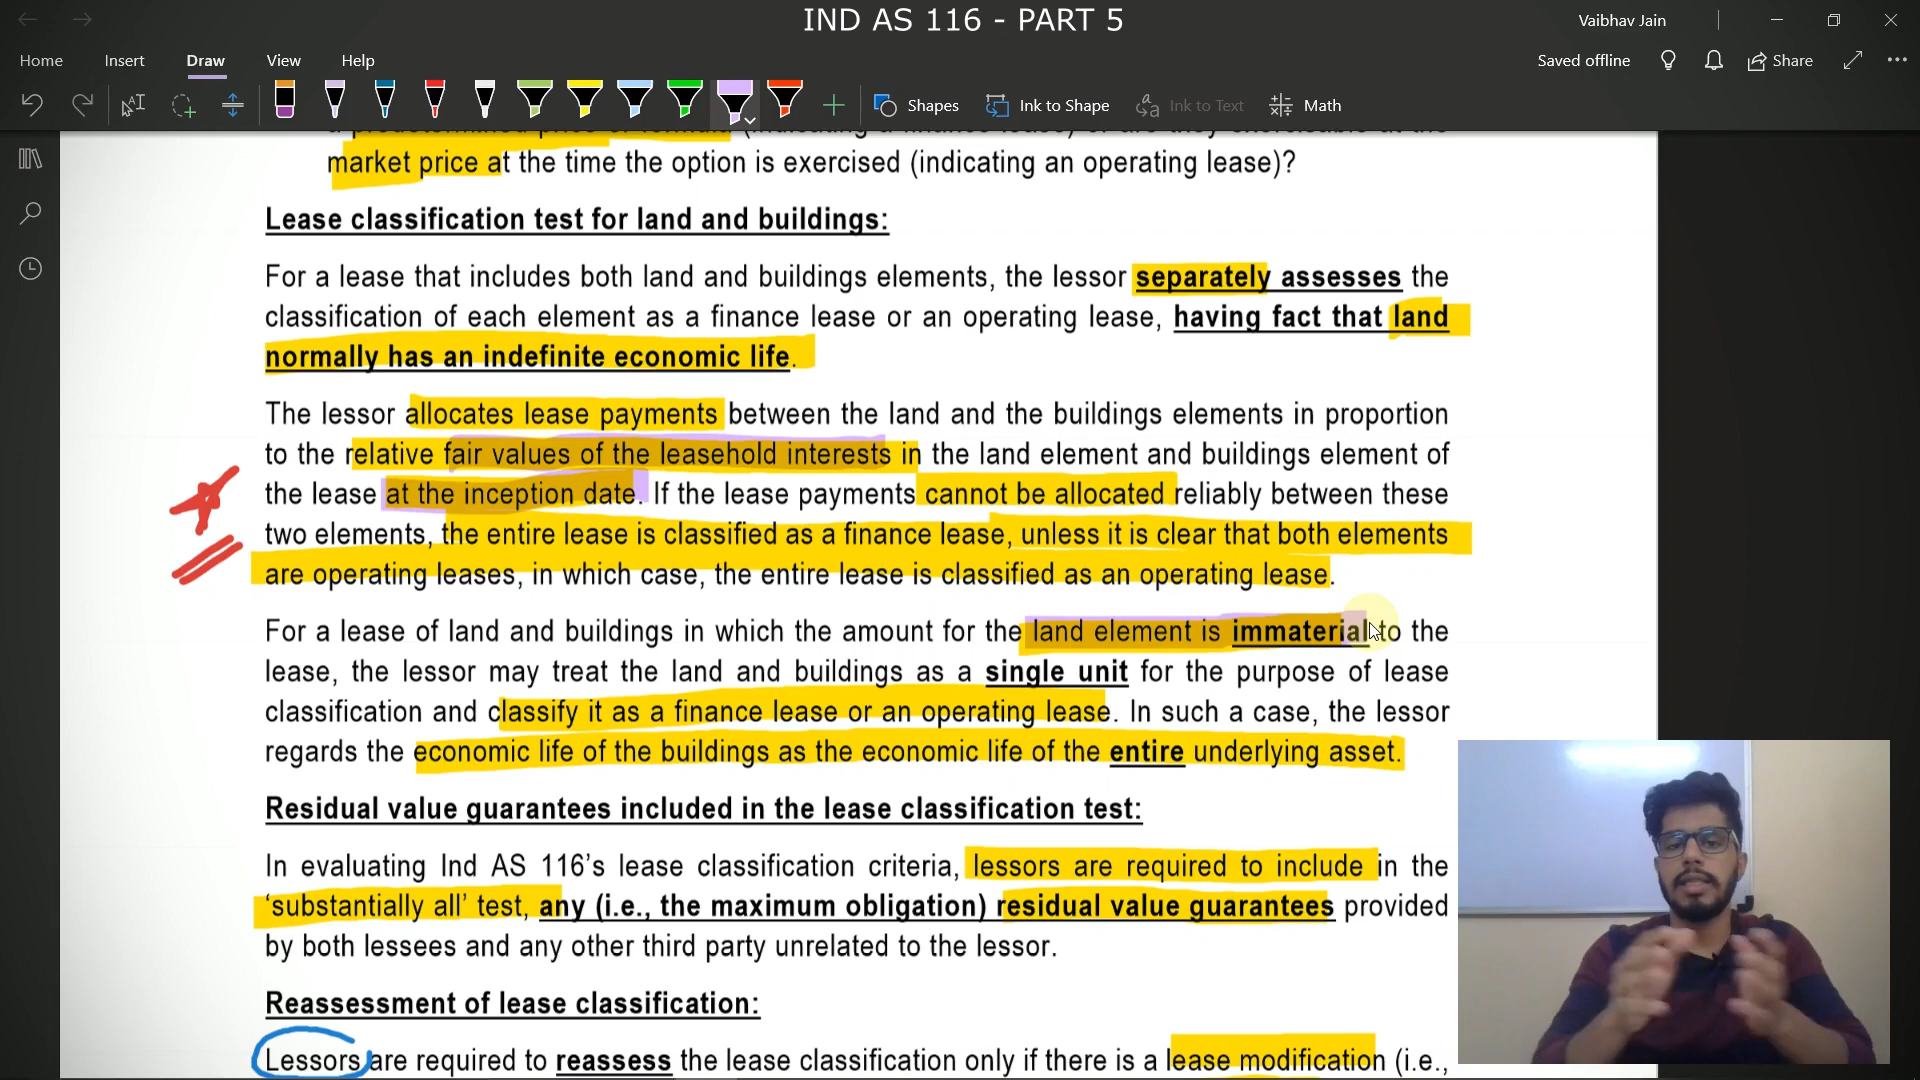 IND AS 116 - PART 5
Vaibhav Jain
Home Insert Draw View Help
Saved offline Share
Shapes Ink to Shape Ink to Text Math
market price at the time the option is exercised (indicating an operating lease)?
Lease classification test for land and buildings:
For a lease that includes both land and buildings elements, the lessor separately assesses the
classification of each element as a finance lease or an operating lease, having fact that land
normally has an indefinite economic life.
The lessor allocates lease payments between the land and the buildings elements in proportion
to the relative fair values of the leasehold interests in the land element and buildings element of
the lease at the inception date. If the lease payments cannot be allocated reliably between these
two elements, the entire lease is classified as a finance lease, unless it is clear that both elements
are operating leases, in which case, the entire lease is classified as an operating lease.
For a lease of land and buildings in which the amount for the land element is immaterial to the
lease, the lessor may treat the land and buildings as a single unit for the purpose of lease
classification and classify it as a finance lease or an operating lease. In such a case, the lessor
regards the economic life of the buildings as the economic life of the entire underlying asset.
Residual value guarantees included in the lease classification test:
In evaluating Ind AS 116's lease classification criteria, lessors are required to include in the
'substantially all' test, any (i.e., the maximum obligation) residual value guarantees provided
by both lessees and any other third party unrelated to the lessor.
Reassessment of lease classification:
Lessors are required to reassess the lease classification only if there is a lease modification (i.e.,